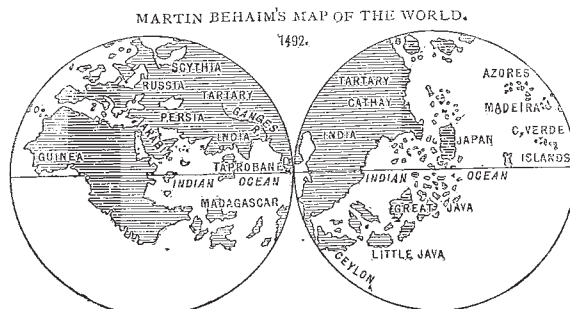 MARTIN BEHAIM'S MAP OF THE WORLD.
1492.
SCYTHIA
RUSSIA
TARTARY
PERSIA
GANGES R.
ARABIA
INDIA
GUINEA
TAPROBANE
INDIAN OCEAN
MADAGASCAR
TARTARY
CATHAY
INDIA
AZORES
MADEIRA
C. VERDE
ISLANDS
JAPAN
INDIAN OCEAN
GREAT JAVA
LITTLE JAVA
CEYLON